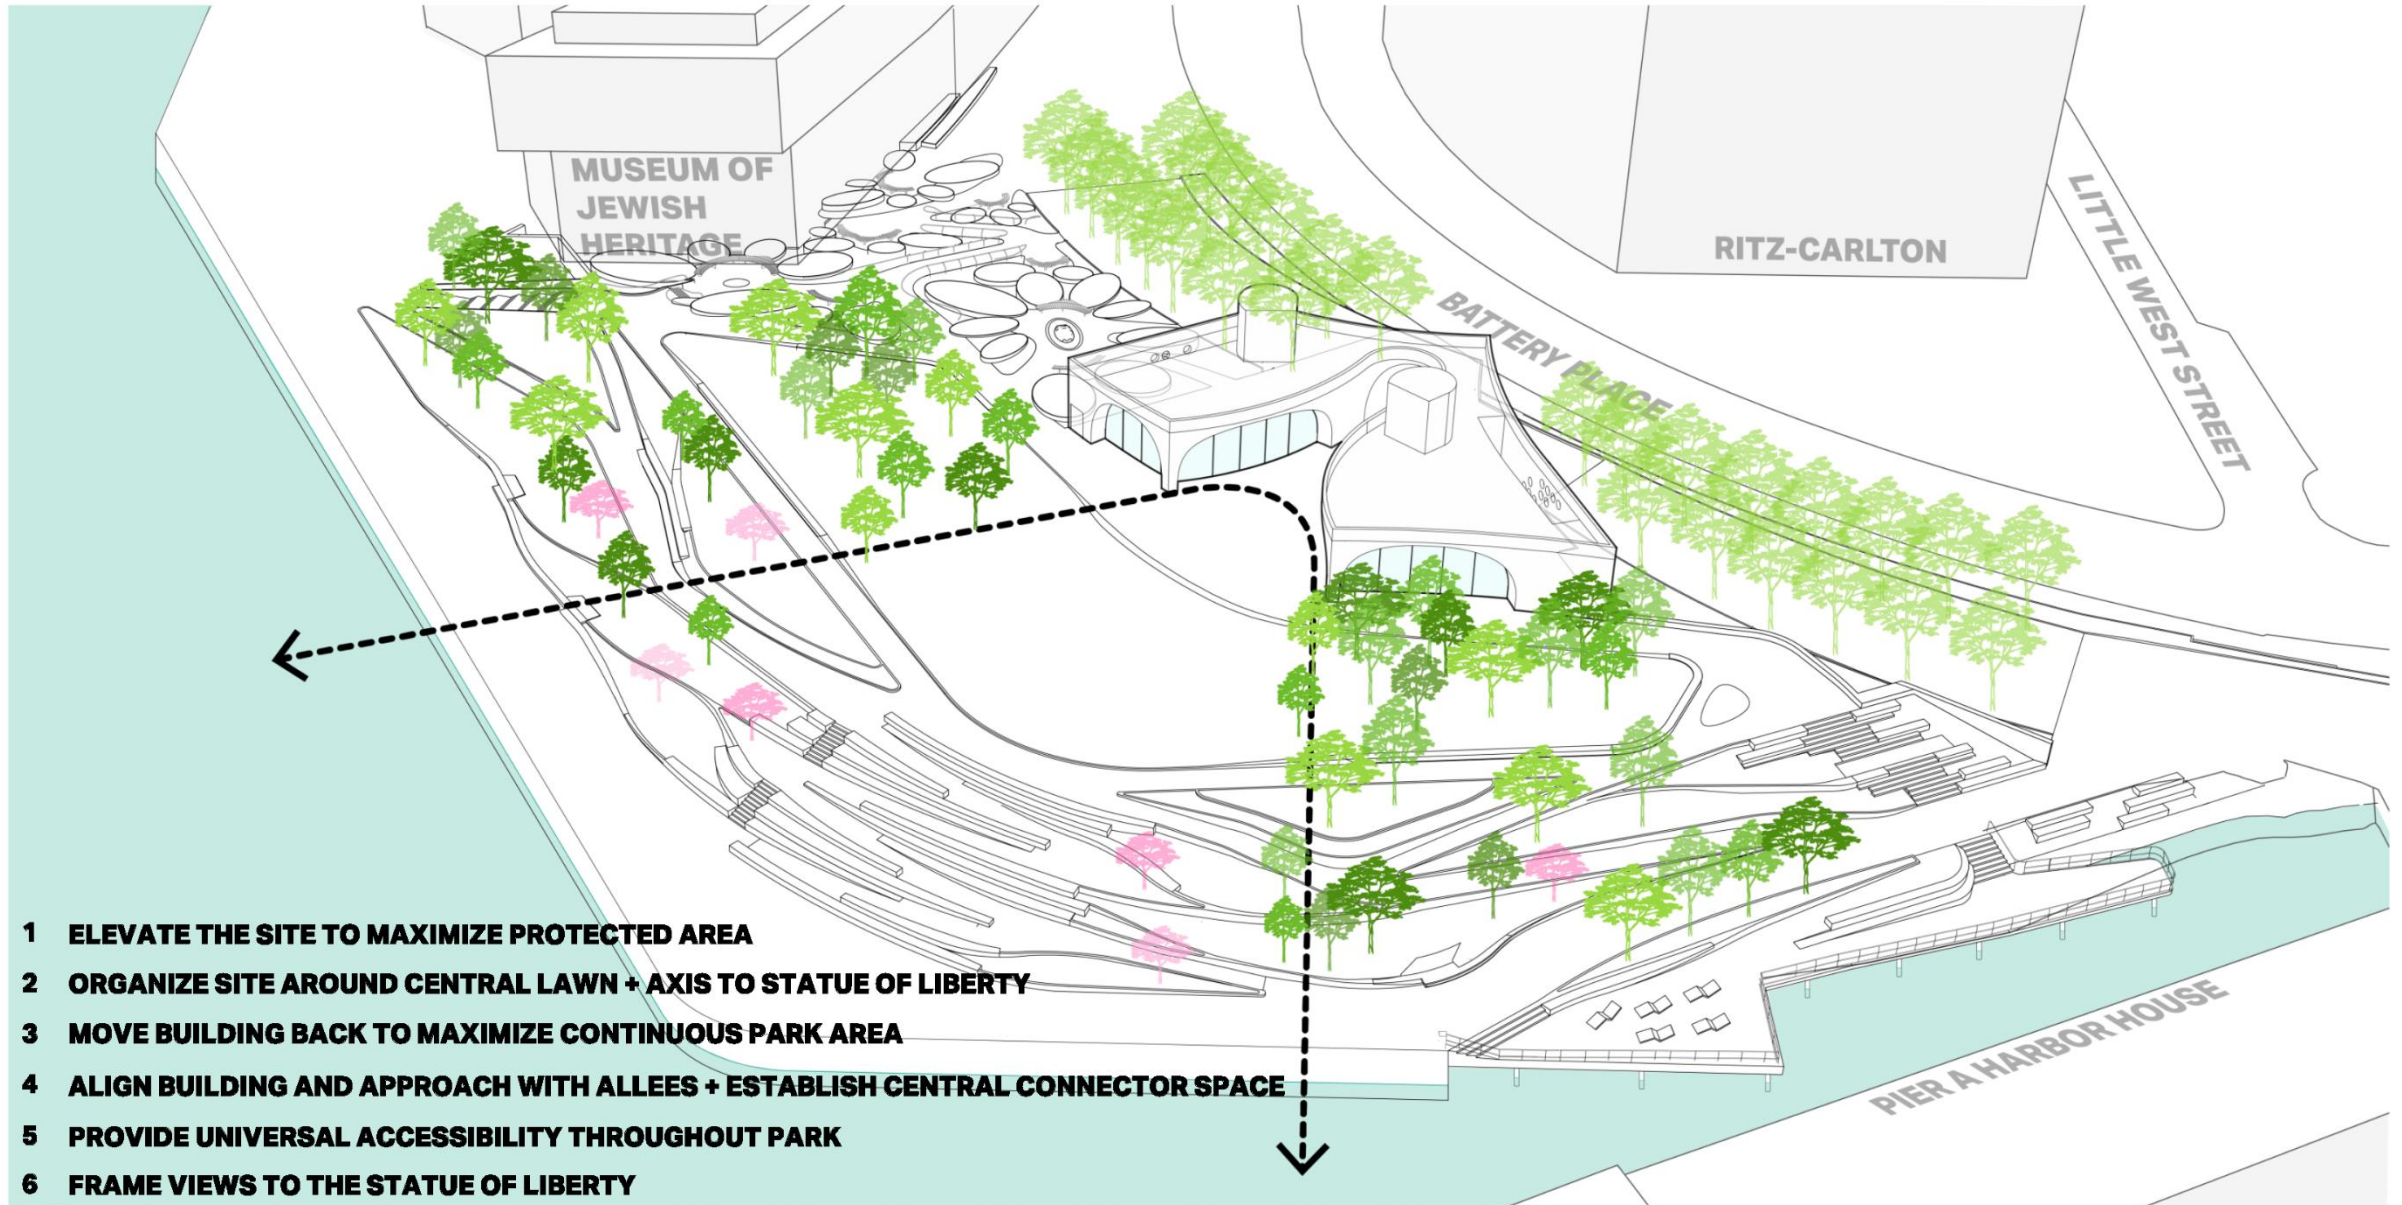 MUSEUM OF
JEWISH
HERITAGE
RITZ-CARLTON
LITTLE WEST STREET
BATTERY PLACE
PIER A HARBOR HOUSE
1 ELEVATE THE SITE TO MAXIMIZE PROTECTED AREA
2 ORGANIZE SITE AROUND CENTRAL LAWN + AXIS TO STATUE OF LIBERTY
3 MOVE BUILDING BACK TO MAXIMIZE CONTINUOUS PARK AREA
4 ALIGN BUILDING AND APPROACH WITH ALLEES + ESTABLISH CENTRAL CONNECTOR SPACE
5 PROVIDE UNIVERSAL ACCESSIBILITY THROUGHOUT PARK
6 FRAME VIEWS TO THE STATUE OF LIBERTY